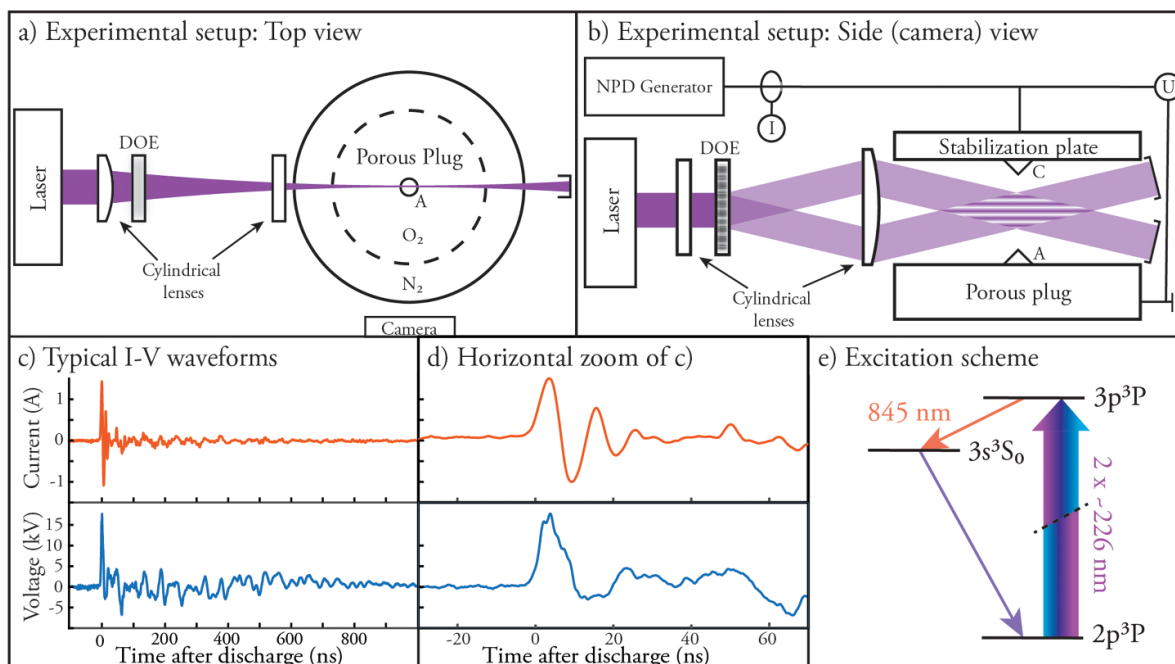 a) Experimental setup: Top view
Laser
DOE
Cylindrical
lenses
Porous Plug
A
O₂
N₂
Camera
b) Experimental setup: Side (camera) view
NPD Generator
I
U
Laser
DOE
Cylindrical
lenses
Stabilization plate
C
A
Porous plug
c) Typical I-V waveforms
Current (A)
1
0
-1
Voltage (kV)
15
10
5
0
-5
0 200 400 600 800
Time after discharge (ns)
d) Horizontal zoom of c)
-20 0 20 40 60
Time after discharge (ns)
e) Excitation scheme
3p³P
845 nm
3s³S₀
2 x ~226 nm
2p³P